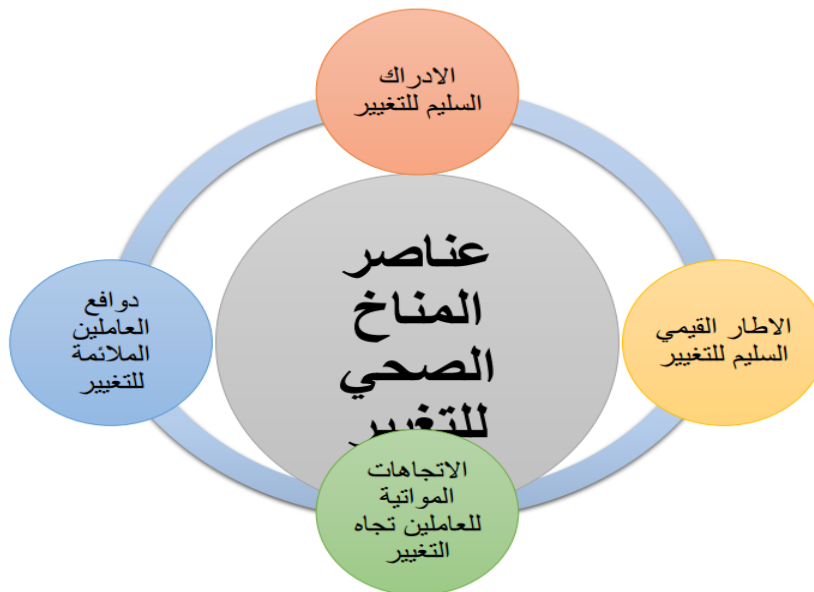 الادراك
السليم للتغيير
عناصر
المناخ
الصحي
للتغيير
الاطار القيمي
السليم للتغيير
الاتجاهات
المواتية
للعاملين تجاه
التغيير
دوافع
العاملين
الملائمة
للتغيير